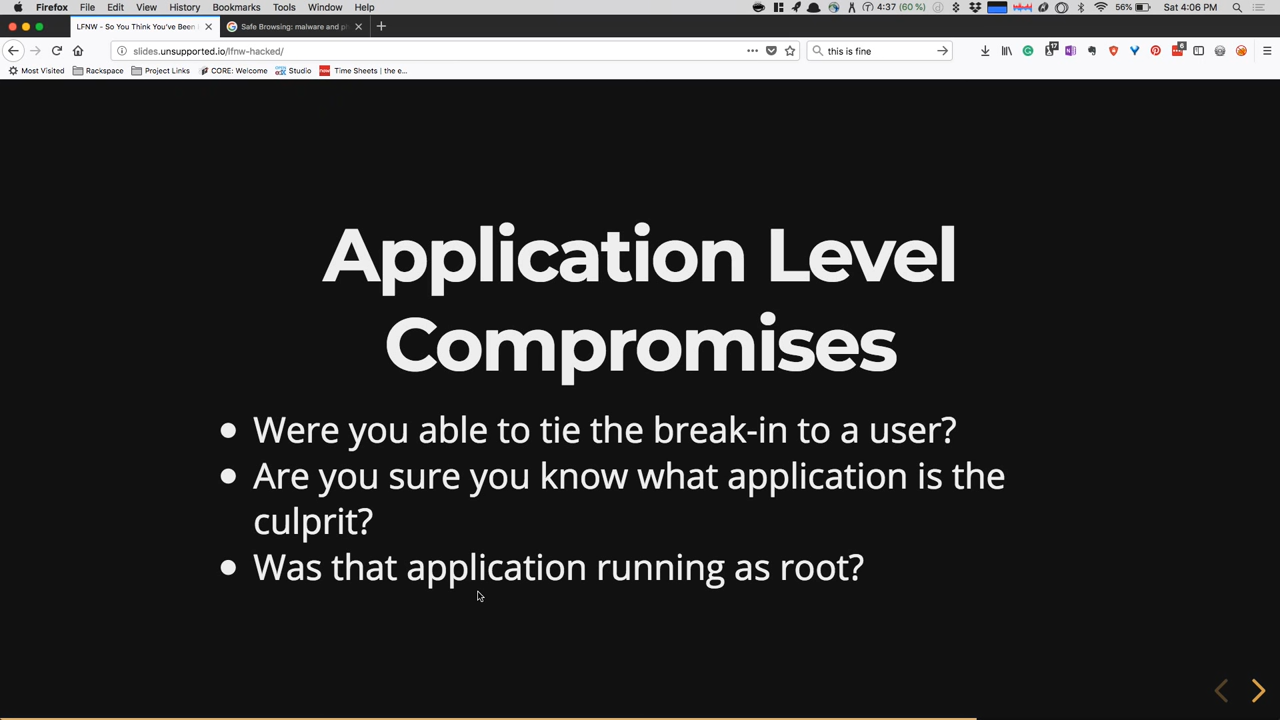 Firefox File Edit View History Bookmarks Tools Window Help 4:37 (60 %) 56% Sat 4:06 PM
LFNW - So You Think You've Been Safe Browsing: malware and ph
slides.unsupported.io/lfnw-hacked/ this is fine
Most Visited Rackspace Project Links CORE: Welcome Studio Time Sheets | the e...
Application Level
Compromises
Were you able to tie the break-in to a user?
Are you sure you know what application is the
culprit?
Was that application running as root?